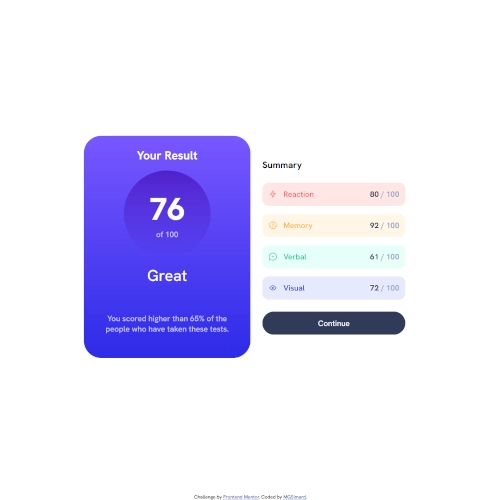 Your Result
76
of 100
Great
You scored higher than 65% of the
people who have taken these tests.
Summary
Reaction 80 / 100
Memory 92 / 100
Verbal 61 / 100
Visual 72 / 100
Continue
Challenge by Frontend Mentor. Coded by